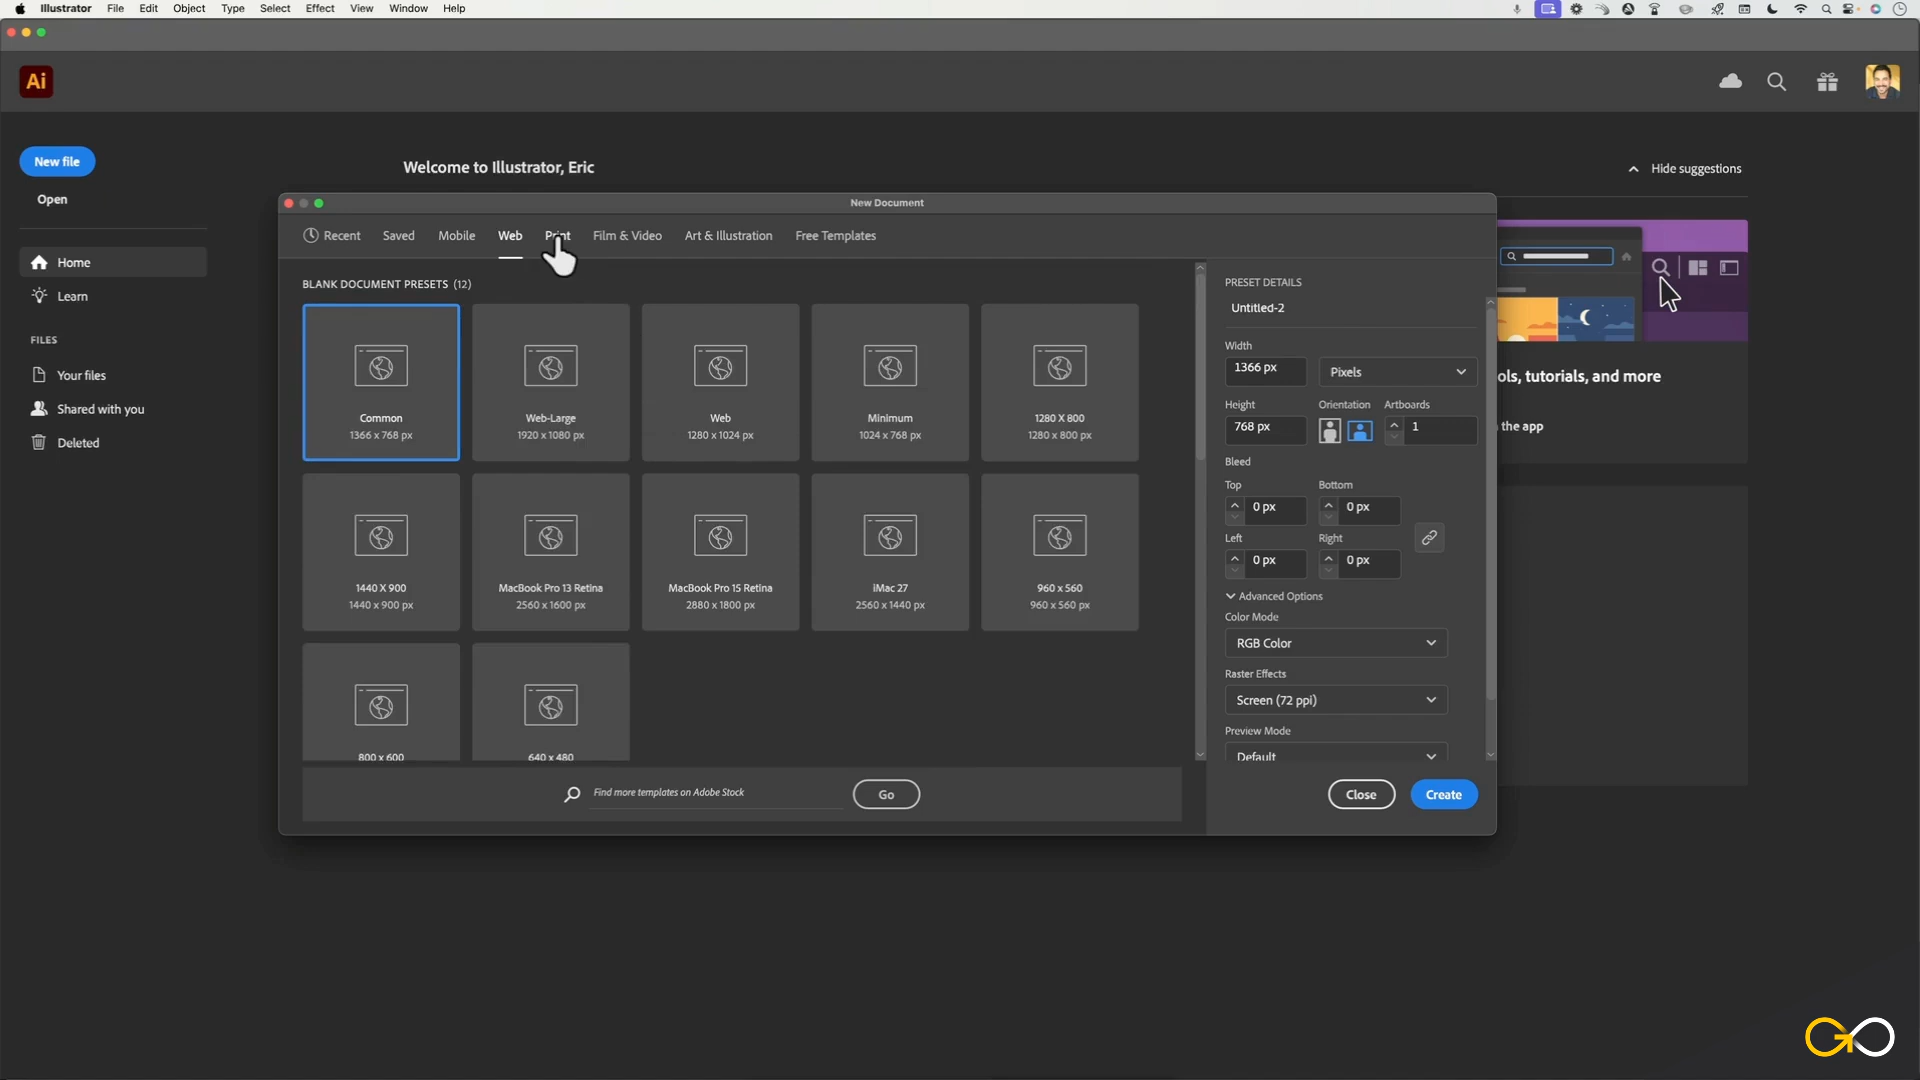 Illustrator File Edit Object Type Select Effect View Window Help
Ai
New file
Welcome to Illustrator, Eric
Hide suggestions
Open
New Document
Recent Saved Mobile Web Print Film & Video Art & Illustration Free Templates
Home
Learn
FILES
Your files
Shared with you
Deleted
BLANK DOCUMENT PRESETS (12)
Common
1366 x 768 px
Web-Large
1920 x 1080 px
Web
1280 x 1024 px
Minimum
1024 x 768 px
1280 X 800
1280 x 800 px
1440 X 900
1440 x 900 px
MacBook Pro 13 Retina
2560 x 1600 px
MacBook Pro 15 Retina
2880 x 1800 px
iMac 27
2560 x 1440 px
960 x 560
960 x 560 px
800 x 600
640 x 480
Find more templates on Adobe Stock
Go
PRESET DETAILS
Untitled-2
Width
1366 px Pixels
Height Orientation Artboards
768 px 1
Bleed
Top Bottom
0 px 0 px
Left Right
0 px 0 px
Advanced Options
Color Mode
RGB Color
Raster Effects
Screen (72 ppi)
Preview Mode
Default
Close Create
ols, tutorials, and more
the app
GO